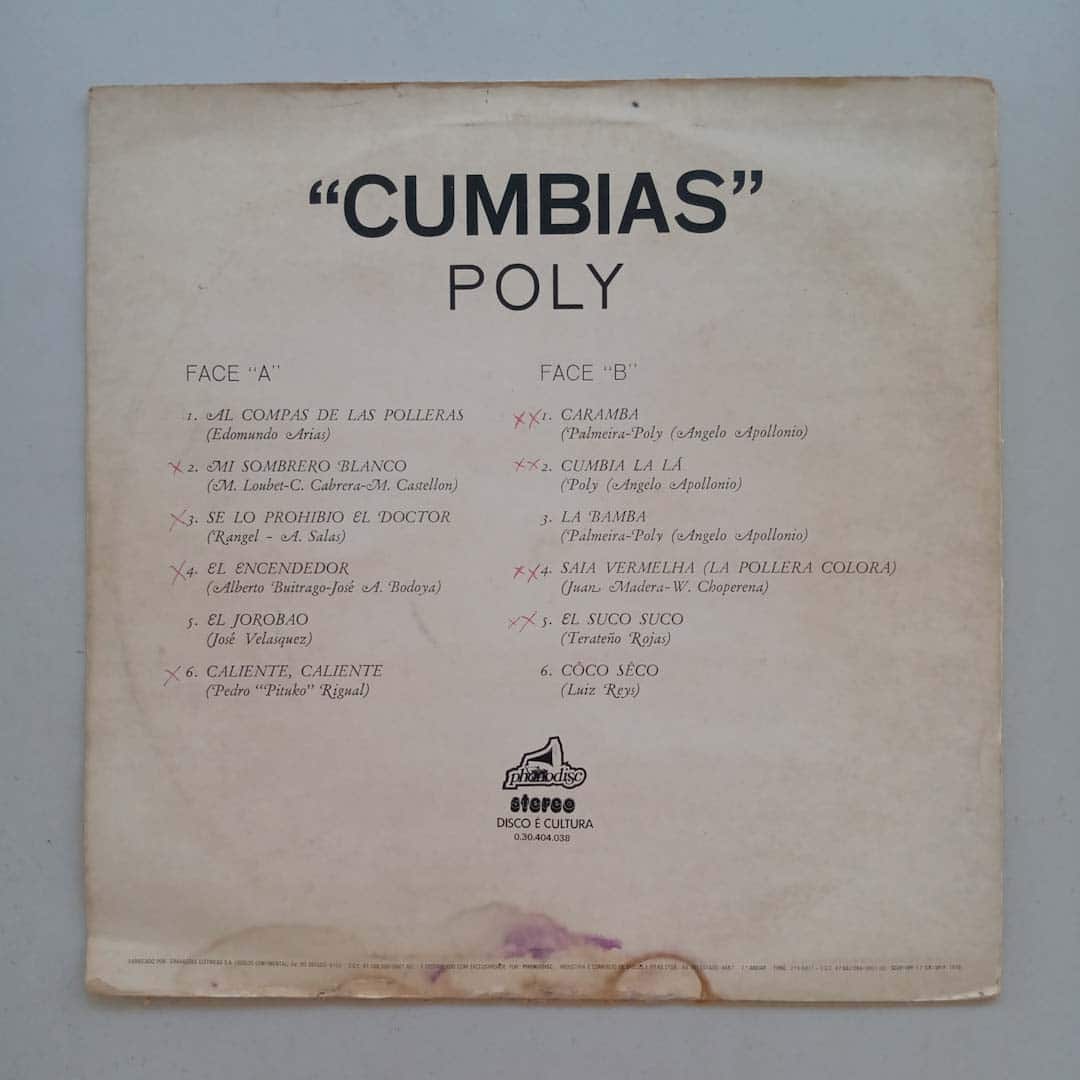 “CUMBIAS”
POLY
FACE “A”
1. AL COMPAS DE LAS POLLERAS
(Edomundo Arias)
2. MI SOMBRERO BLANCO
(M. Loubet-C. Cabrera-M. Castellon)
3. SE LO PROHIBIO EL DOCTOR
(Rangel - A. Salas)
4. EL ENCENDEDOR
(Alberto Buitrago-José A. Bodoya)
5. EL JOROBAO
(José Velasquez)
6. CALIENTE, CALIENTE
(Pedro “Pituko” Rigual)
FACE “B”
1. CARAMBA
(Palmeira-Poly (Angelo Apollonio)
2. CUMBIA LA LÁ
(Poly (Angelo Apollonio)
3. LA BAMBA
(Palmeira-Poly (Angelo Apollonio)
4. SAIA VERMELHA (LA POLLERA COLORA)
(Juan Madera-W. Choperena)
5. EL SUCO SUCO
(Terateño Rojas)
6. CÔCO SÊCO
(Luiz Reys)
phonodisc
stereo
DISCO É CULTURA
0.30.404.038